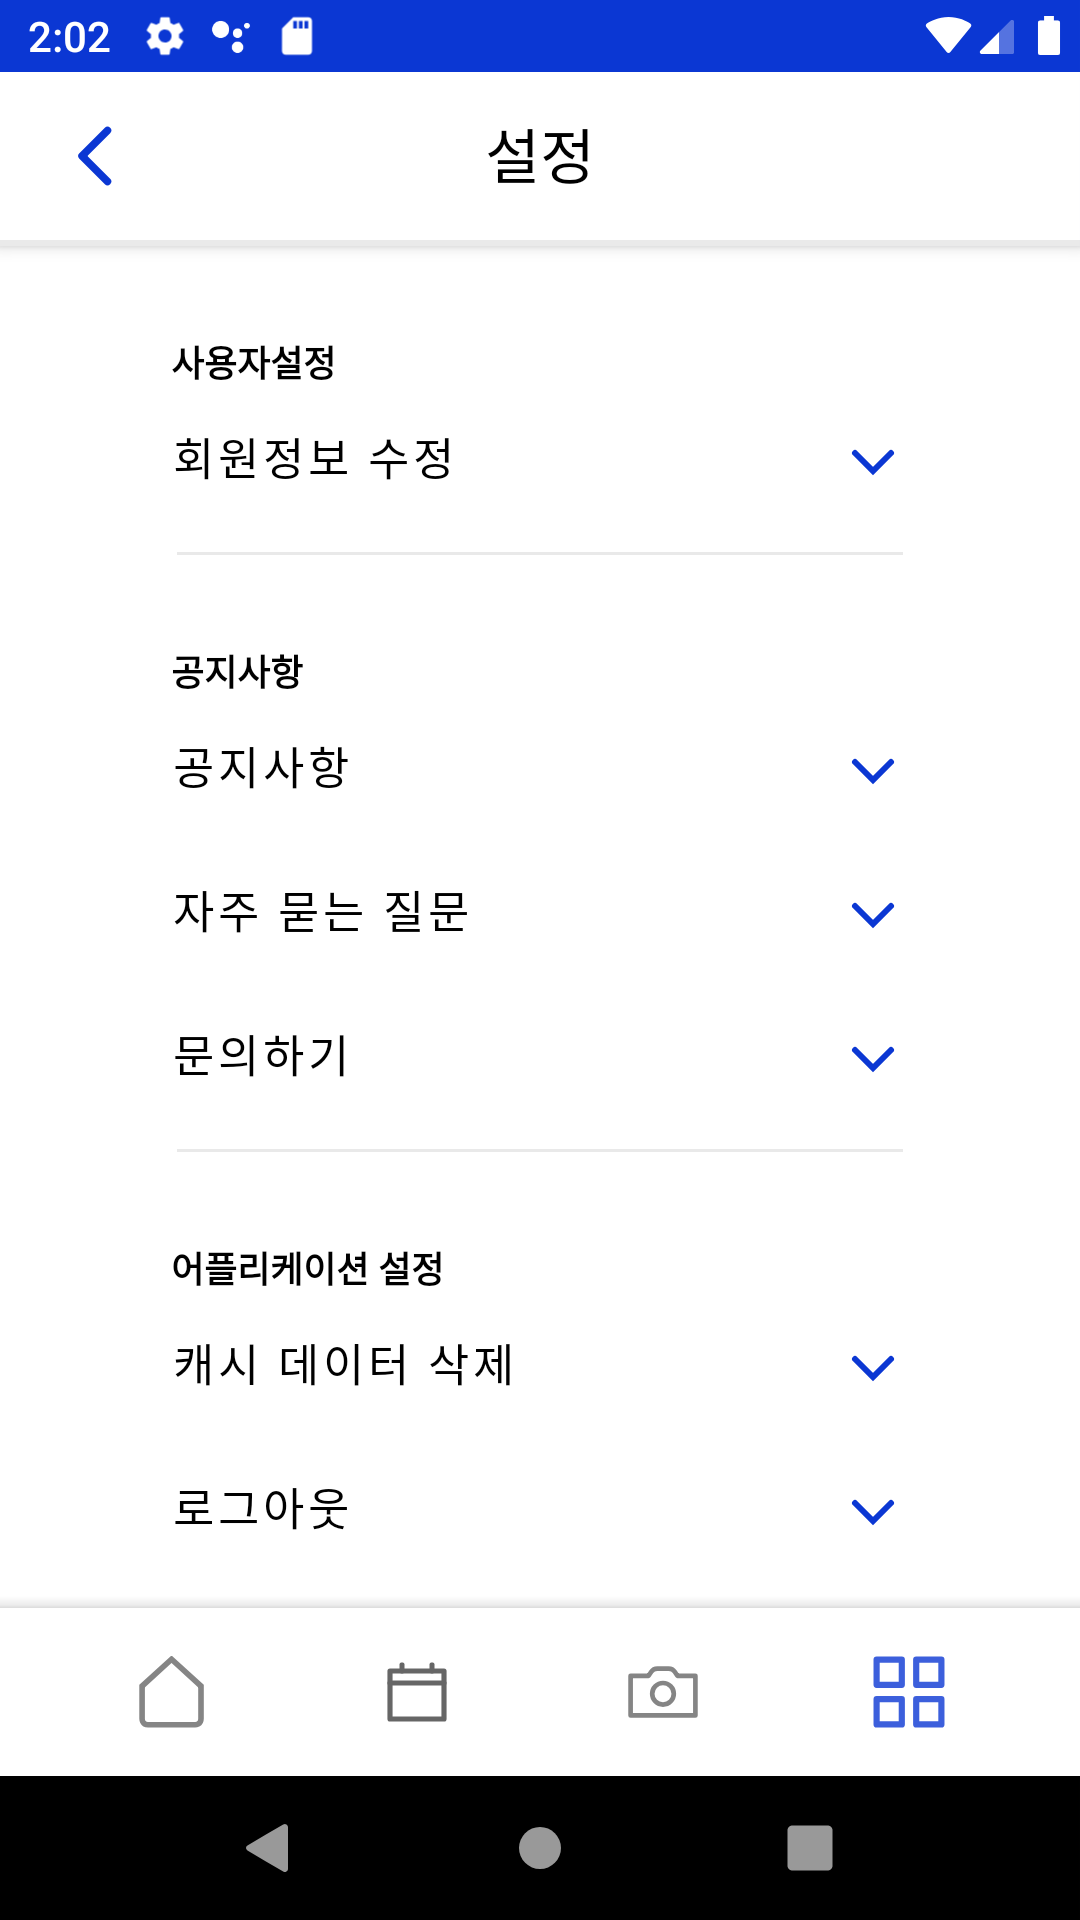 2:02
설정
사용자설정
회원정보 수정
공지사항
공지사항
자주 묻는 질문
문의하기
어플리케이션 설정
캐시 데이터 삭제
로그아웃